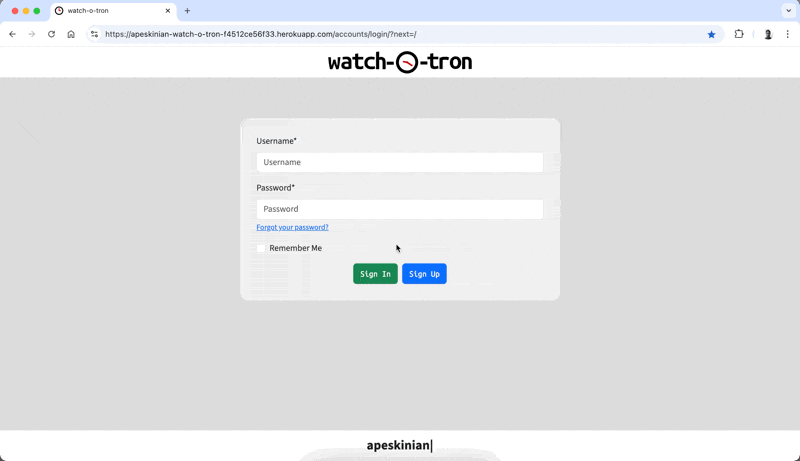 watch-o-tron
https://apeskinian-watch-o-tron-f4512ce56f33.herokuapp.com/accounts/login/?next=/
watch-o-tron
Username*
Username
Password*
Password
Forgot your password?
Remember Me
Sign In Sign Up
apeskinian|